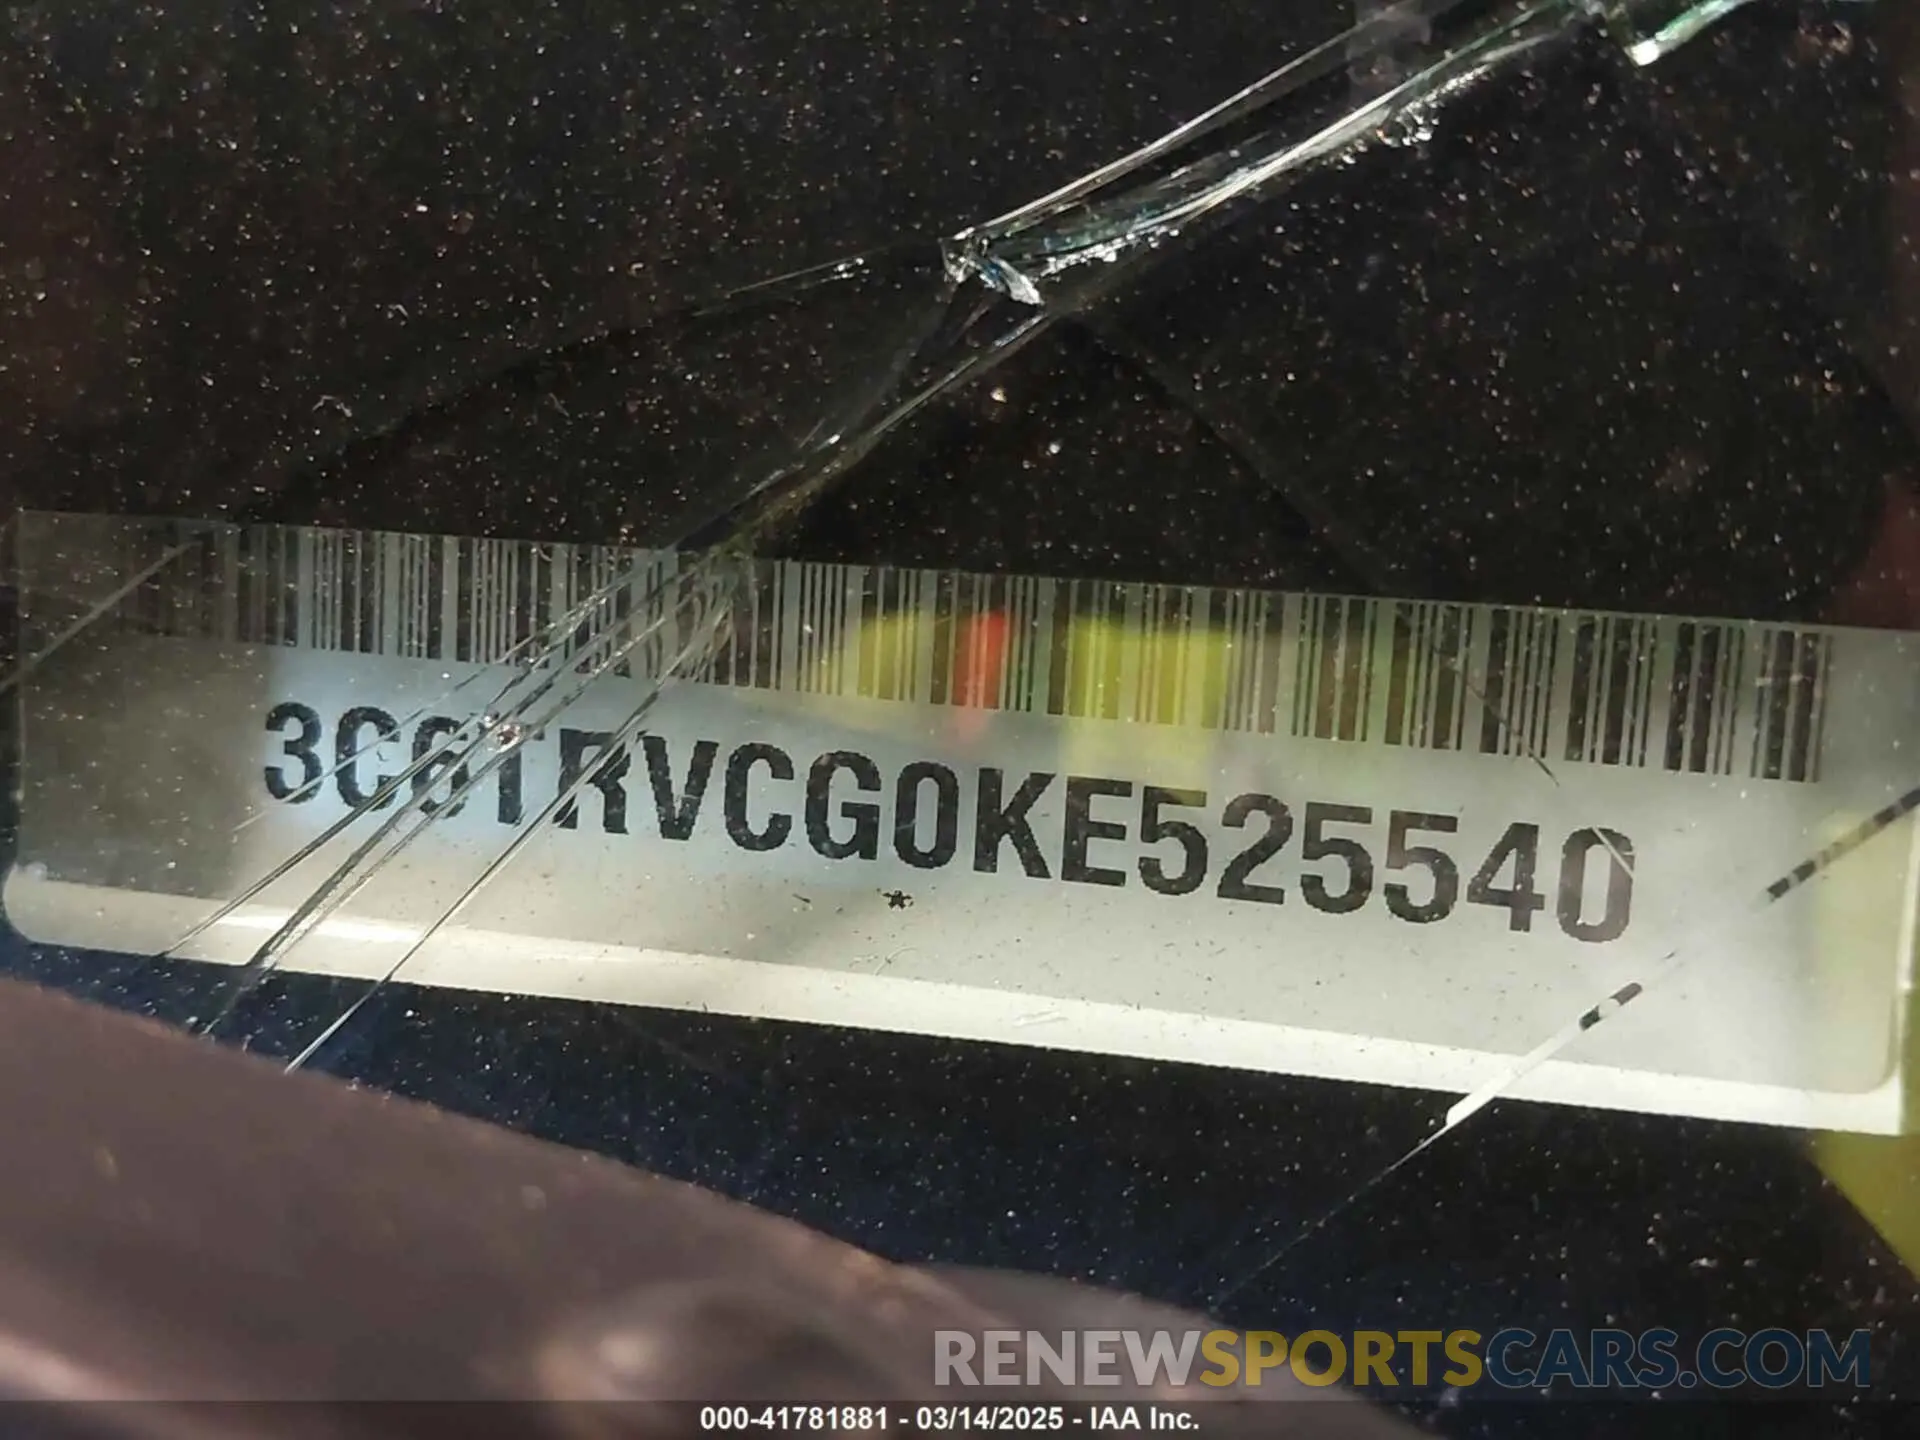 3C6TRVCG0KE525540
RENEWSPORTSCARS.COM
000-41781881 - 03/14/2025 - IAA Inc.